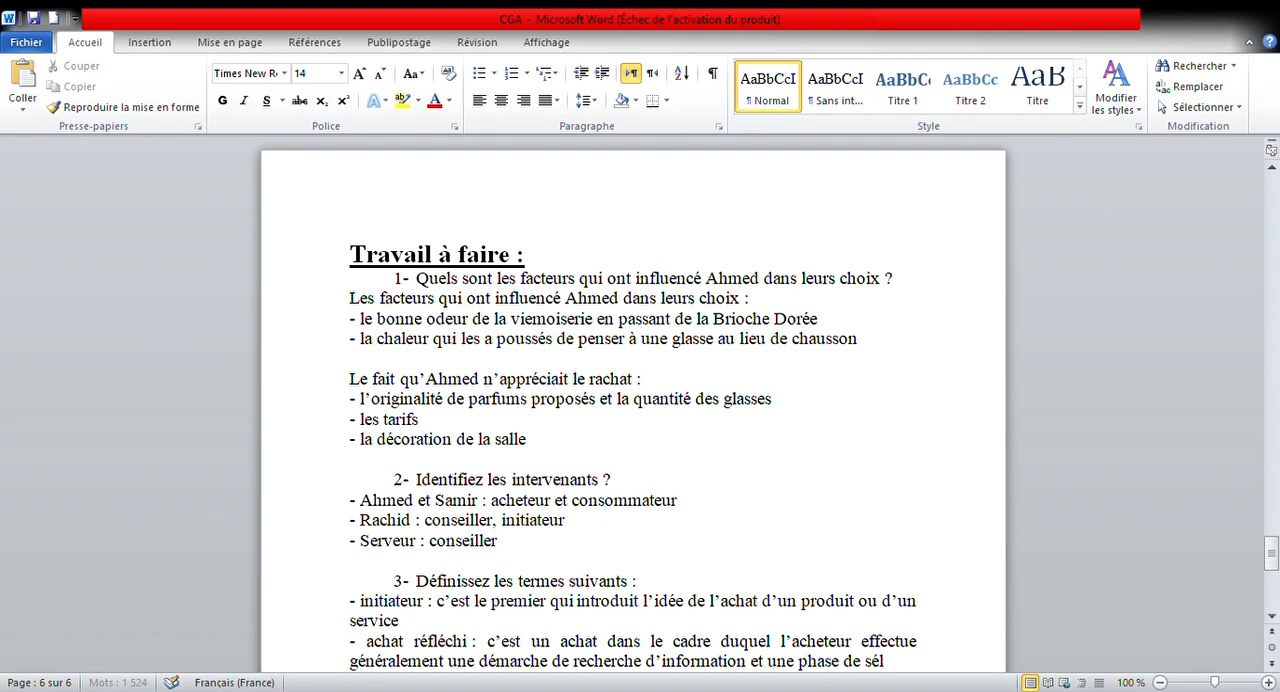 CGA - Microsoft Word (Échec de l'activation du produit)
Fichier Accueil Insertion Mise en page Références Publipostage Révision Affichage
Couper
Copier
Coller
Reproduire la mise en forme
Presse-papiers
Times New R 14
G I S abc x₂ x² A ab A
Police
Paragraphe
AaBbCcI AaBbCcI AaBbC AaBbCc AaB
¶ Normal ¶ Sans int... Titre 1 Titre 2 Titre
Modifier les styles
Style
Rechercher
Remplacer
Sélectionner
Modification
Travail à faire :
1- Quels sont les facteurs qui ont influencé Ahmed dans leurs choix ?
Les facteurs qui ont influencé Ahmed dans leurs choix :
- le bonne odeur de la viemoiserie en passant de la Brioche Dorée
- la chaleur qui les a poussés de penser à une glasse au lieu de chausson
Le fait qu'Ahmed n'appréciait le rachat :
- l'originalité de parfums proposés et la quantité des glasses
- les tarifs
- la décoration de la salle
2- Identifiez les intervenants ?
- Ahmed et Samir : acheteur et consommateur
- Rachid : conseiller, initiateur
- Serveur : conseiller
3- Définissez les termes suivants :
- initiateur : c'est le premier qui introduit l'idée de l'achat d'un produit ou d'un
service
- achat réfléchi : c'est un achat dans le cadre duquel l'acheteur effectue
généralement une démarche de recherche d'information et une phase de sél
Page : 6 sur 6 Mots : 1 524 Français (France) 100 %